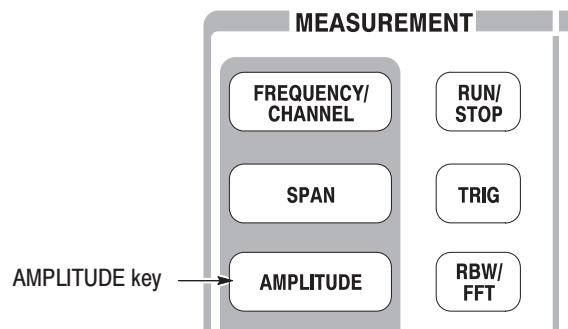 MEASUREMENT
FREQUENCY/
CHANNEL
RUN/
STOP
SPAN
TRIG
AMPLITUDE key
AMPLITUDE
RBW/
FFT